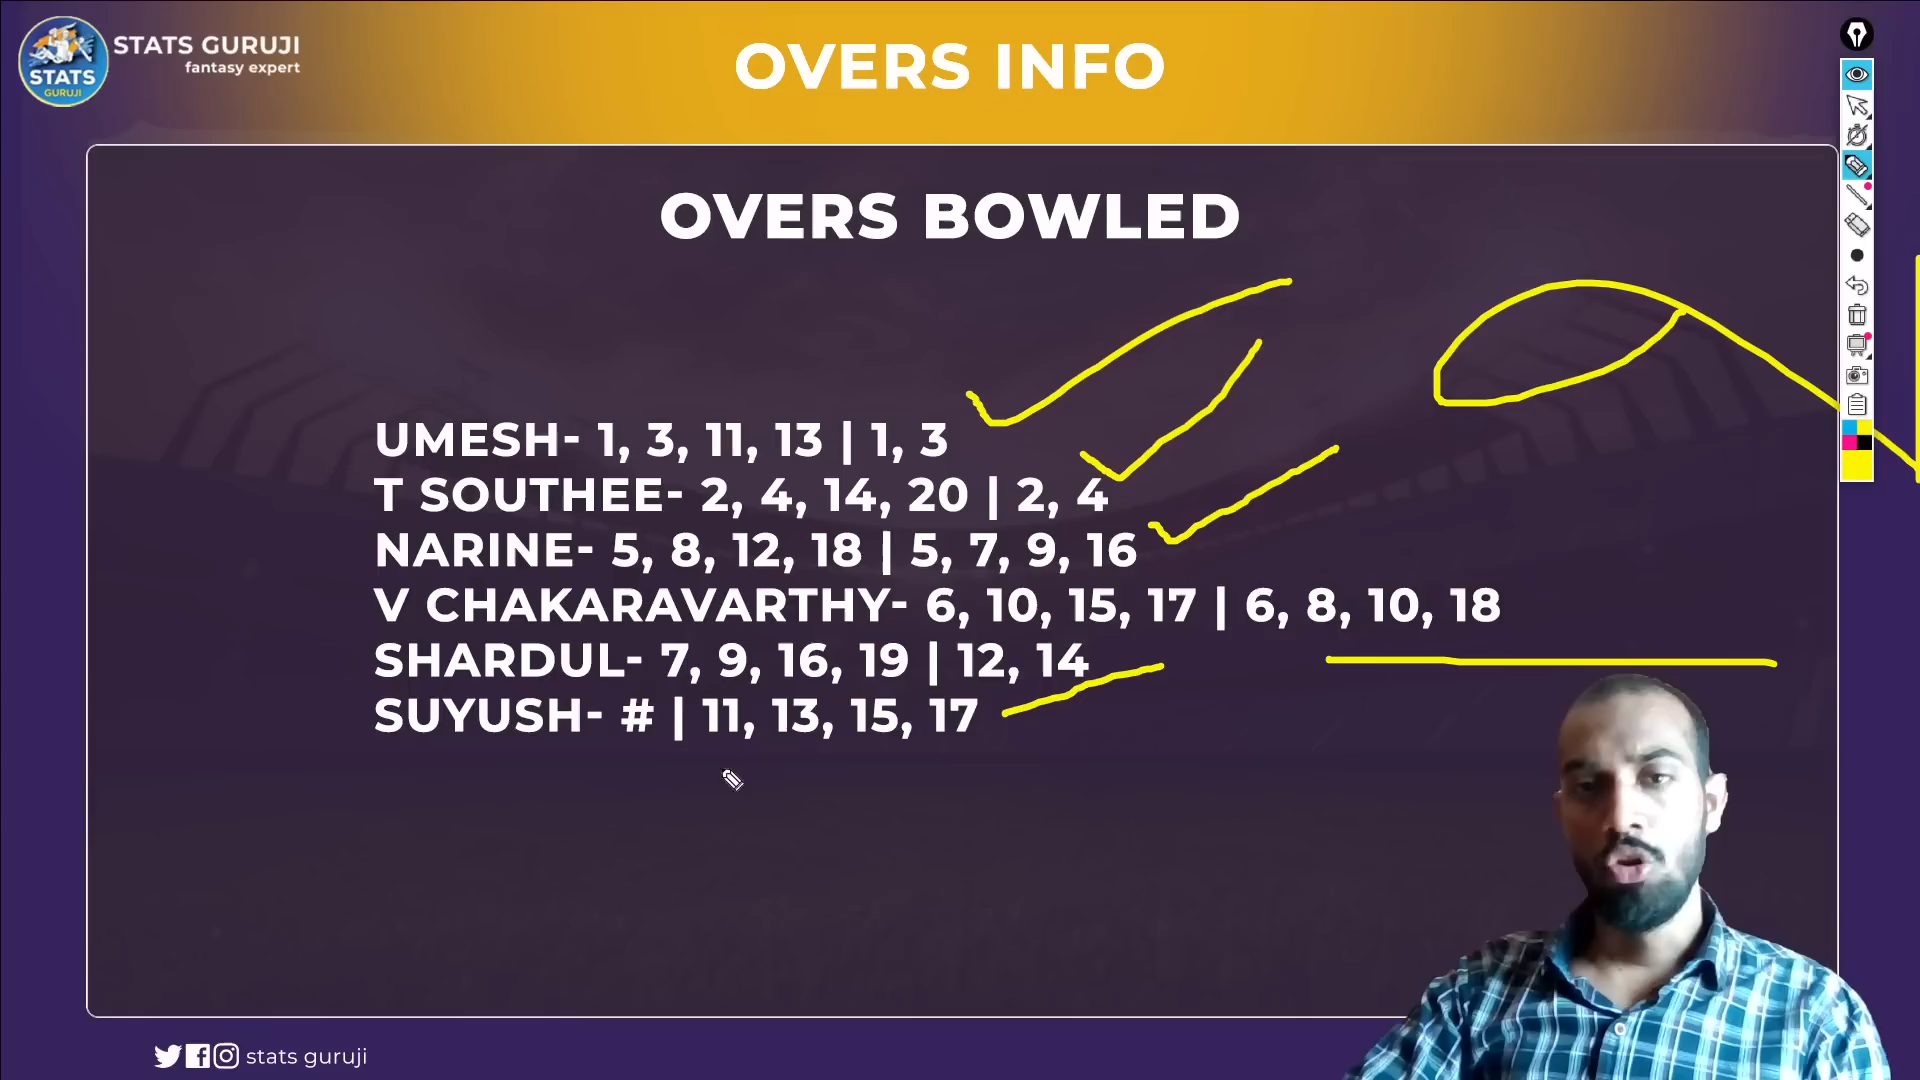 STATS GURUJI
fantasy expert
STATS
GURUJI
OVERS INFO
OVERS BOWLED
UMESH- 1, 3, 11, 13 | 1, 3
T SOUTHEE- 2, 4, 14, 20 | 2, 4
NARINE- 5, 8, 12, 18 | 5, 7, 9, 16
V CHAKARAVARTHY- 6, 10, 15, 17 | 6, 8, 10, 18
SHARDUL- 7, 9, 16, 19 | 12, 14
SUYUSH- # | 11, 13, 15, 17
stats guruji